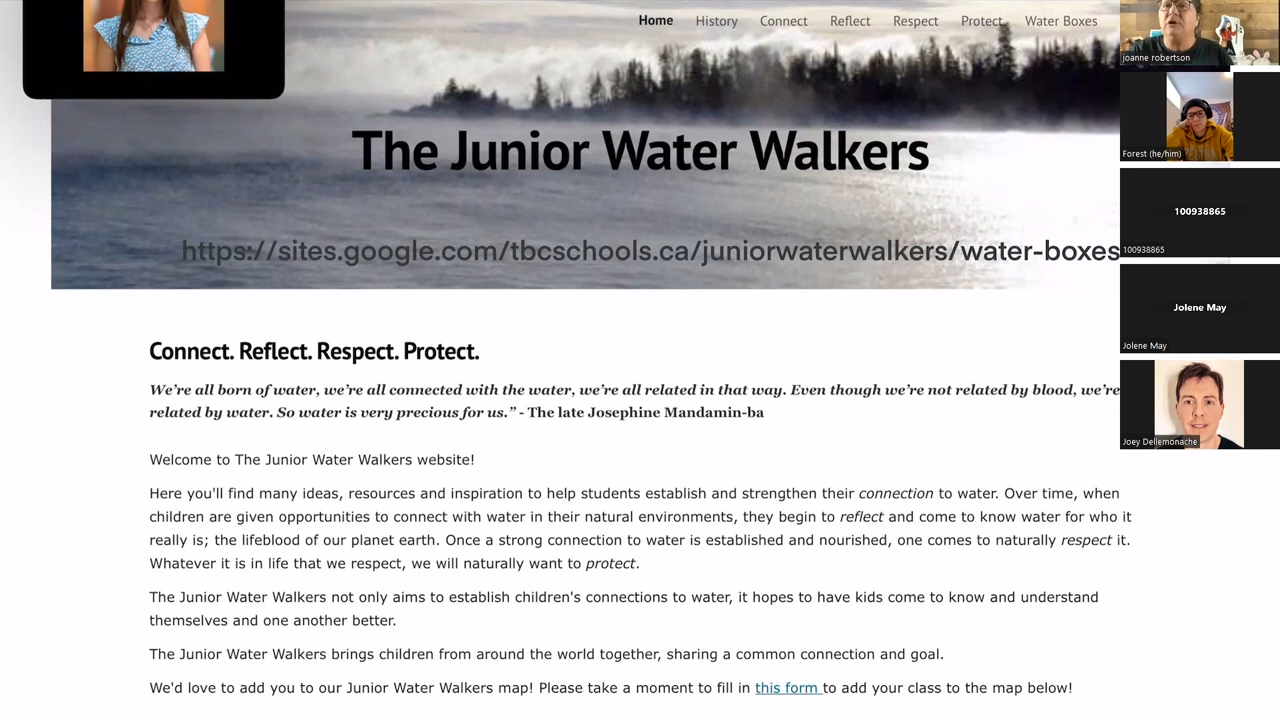 Home History Connect Reflect Respect Protect Water Boxes
The Junior Water Walkers
https://sites.google.com/tbcschools.ca/juniorwaterwalkers/water-boxes
Connect. Reflect. Respect. Protect.
We’re all born of water, we’re all connected with the water, we’re all related in that way. Even though we’re not related by blood, we’re
related by water. So water is very precious for us.” - The late Josephine Mandamin-ba
Welcome to The Junior Water Walkers website!
Here you'll find many ideas, resources and inspiration to help students establish and strengthen their connection to water. Over time, when
children are given opportunities to connect with water in their natural environments, they begin to reflect and come to know water for who it
really is; the lifeblood of our planet earth. Once a strong connection to water is established and nourished, one comes to naturally respect it.
Whatever it is in life that we respect, we will naturally want to protect.
The Junior Water Walkers not only aims to establish children's connections to water, it hopes to have kids come to know and understand
themselves and one another better.
The Junior Water Walkers brings children from around the world together, sharing a common connection and goal.
We'd love to add you to our Junior Water Walkers map! Please take a moment to fill in this form to add your class to the map below!
joanne robertson
Forest (he/him)
100938865
100938865
Jolene May
Jolene May
Joey Dellemonache